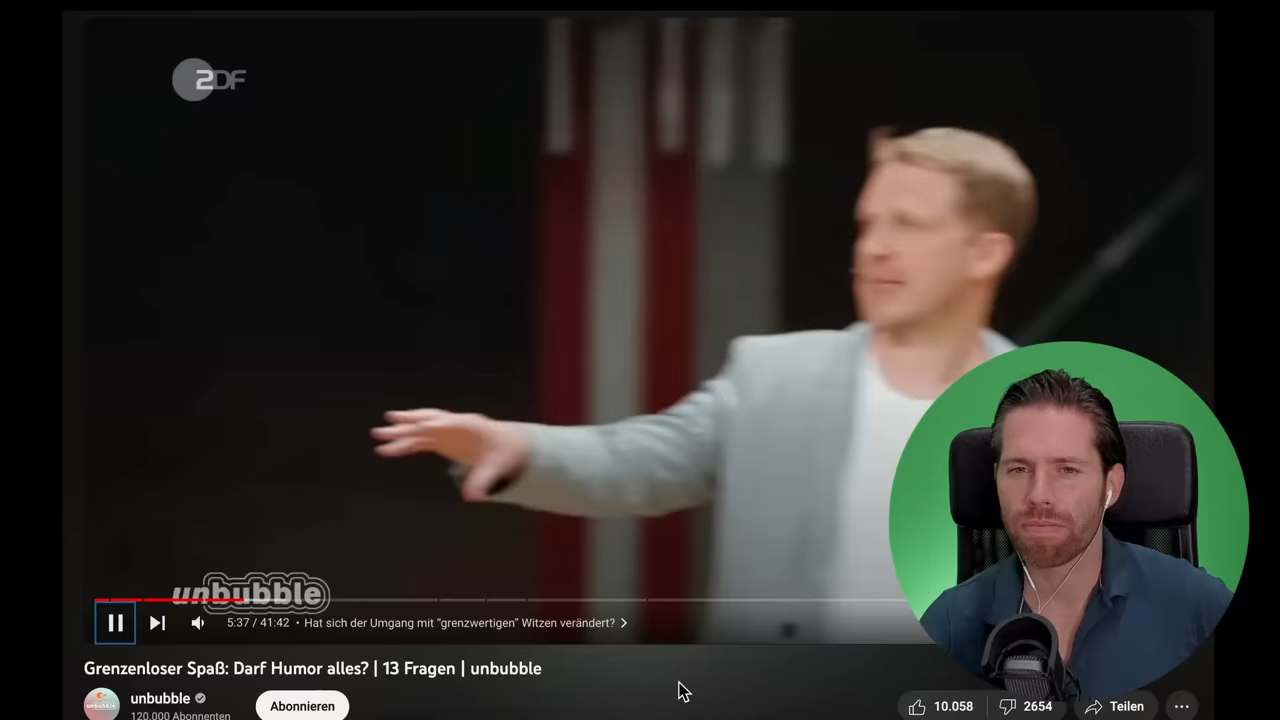 ZDF
unbubble
5:37 / 41:42 • Hat sich der Umgang mit "grenzwertigen" Witzen verändert?
Grenzenloser Spaß: Darf Humor alles? | 13 Fragen | unbubble
unbubble
120.000 Abonnenten
Abonnieren
10.058
2654
Teilen